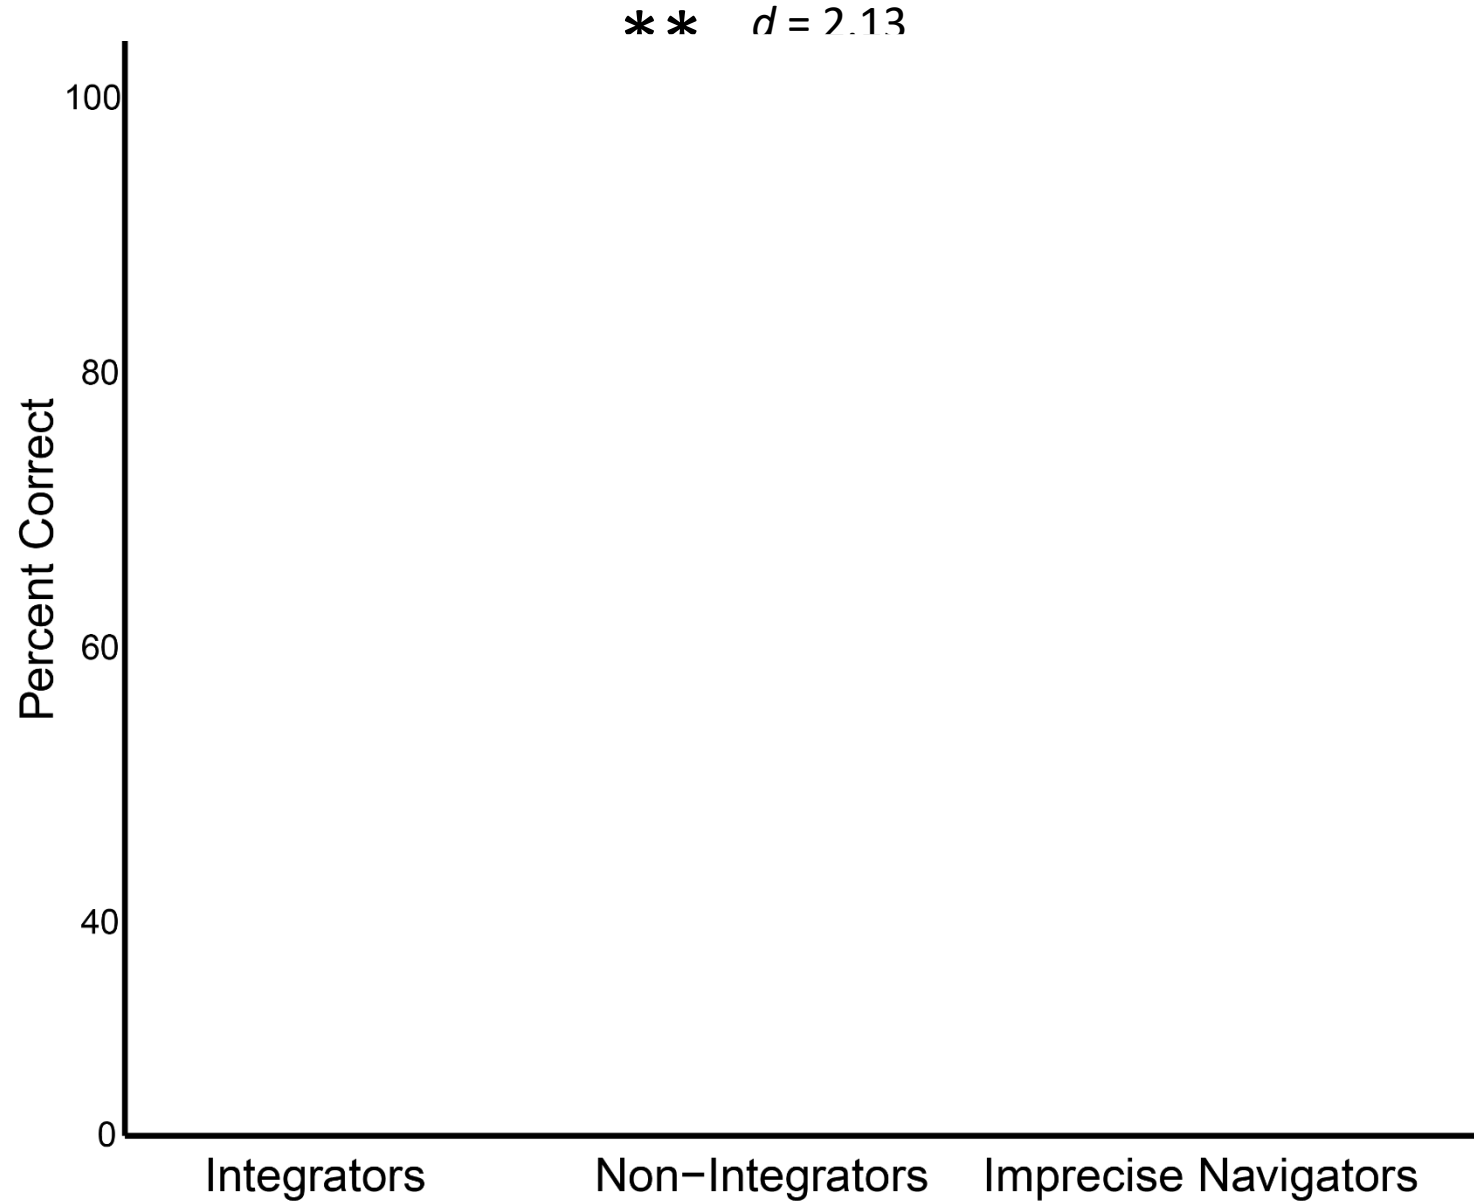 ** d = 2.13
100
80
60
40
0
Percent Correct
Integrators Non−Integrators Imprecise Navigators